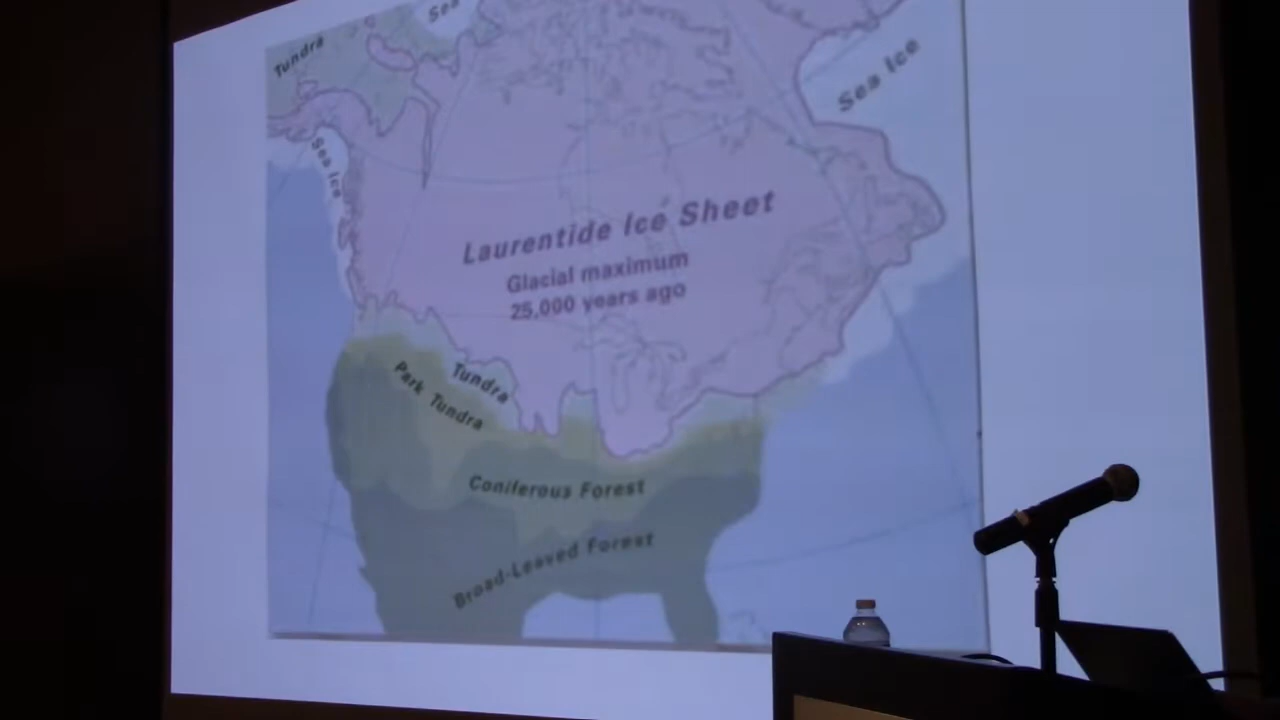 Sea
Tundra
Sea Ice
Sea Ice
Laurentide Ice Sheet
Glacial maximum
25,000 years ago
Tundra
Park Tundra
Coniferous Forest
Broad-Leaved Forest